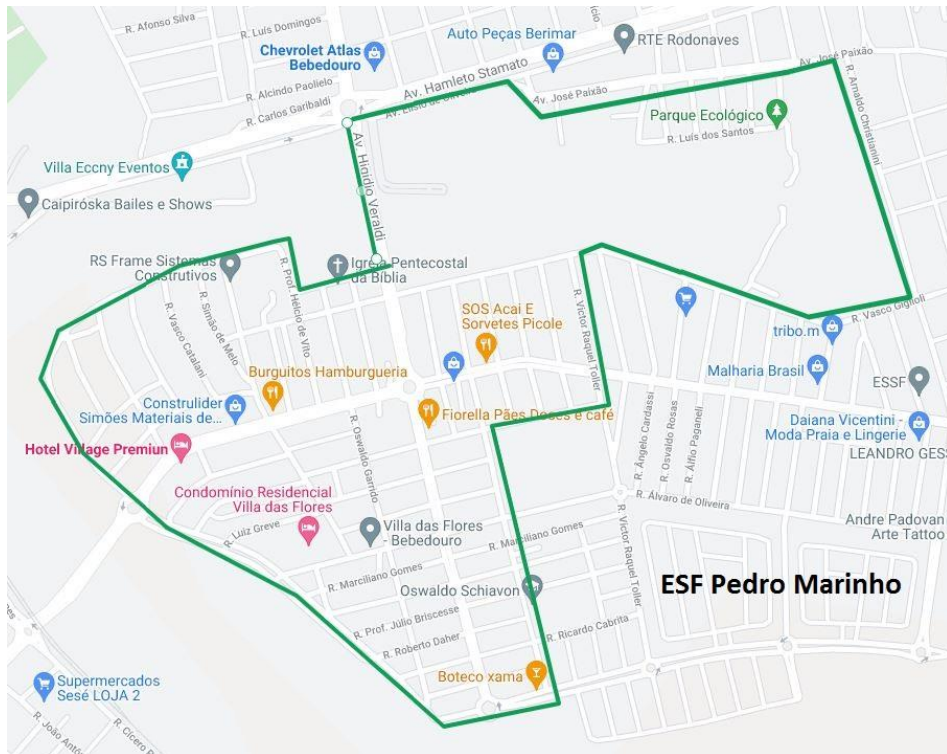 R. Afonso Silva
R. Luís Domingos
Chevrolet Atlas
Bebedouro
Auto Peças Berimar
RTE Rodonaves
R. Alcindo Paolielo
R. Carlos Garibaldi
Av. Hamleto Stamato
Av. José Paixão
Av. José Paixão
Parque Ecológico
R. Luís dos Santos
R. Arnaldo Christianini
Villa Eccny Eventos
Av. Higidio Veraldi
Caipiróska Bailes e Shows
RS Frame Sistemas
Construtivos
Igreja Pentecostal
da Bíblia
R. Prof. Hélcio de Vito
R. Simão de Melo
R. Vasco Catalani
SOS Acai E
Sorvetes Picole
R. Victor Raquel Toller
R. Vasco Giglioli
tribo.m
Malharia Brasil
ESSF
Burguitos Hamburgueria
Construlider
Simões Materiais de...
Fiorella Pães Doces e café
Daiana Vicentini -
Moda Praia e Lingerie
LEANDRO GESS
Hotel Village Premiun
R. Oswaldo Garrido
R. Ângelo Cardassi
R. Osvaldo Rosas
R. Álfio Paganeli
Condomínio Residencial
Villa das Flores
R. Álvaro de Oliveira
R. Luiz Greve
Villa das Flores
- Bebedouro
R. Marciliano Gomes
R. Marciliano Gomes
R. Victor Raquel Toller
Andre Padovan
Arte Tattoo
Oswaldo Schiavon
ESF Pedro Marinho
R. Prof. Júlio Briscesse
R. Roberto Daher
R. Ricardo Cabrita
Boteco xama
Supermercados
Sesé LOJA 2
R. João Antô
R. Cícero P